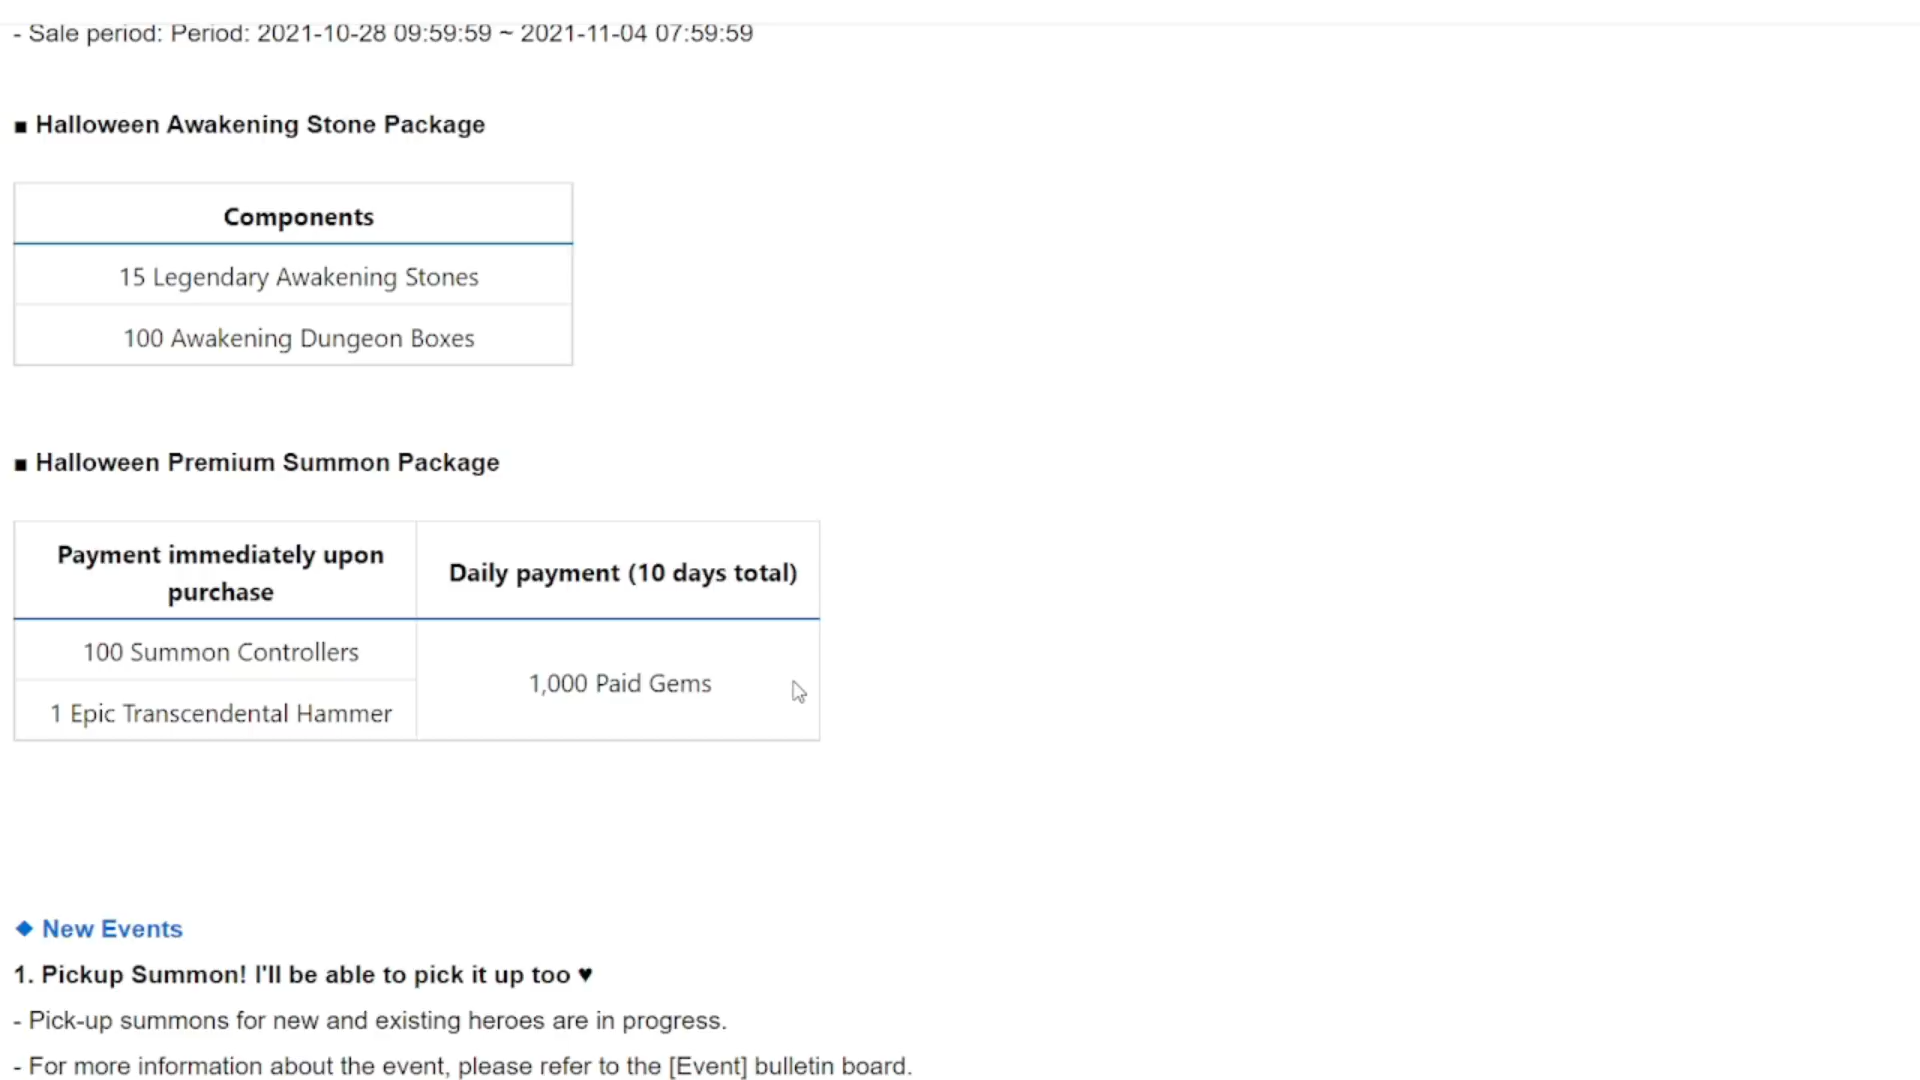 - Sale period: Period: 2021-10-28 09:59:59 ~ 2021-11-04 07:59:59
■ Halloween Awakening Stone Package
Components
15 Legendary Awakening Stones
100 Awakening Dungeon Boxes
■ Halloween Premium Summon Package
Payment immediately upon
purchase
Daily payment (10 days total)
100 Summon Controllers
1 Epic Transcendental Hammer
1,000 Paid Gems
◆ New Events
1. Pickup Summon! I'll be able to pick it up too ♥
- Pick-up summons for new and existing heroes are in progress.
- For more information about the event, please refer to the [Event] bulletin board.